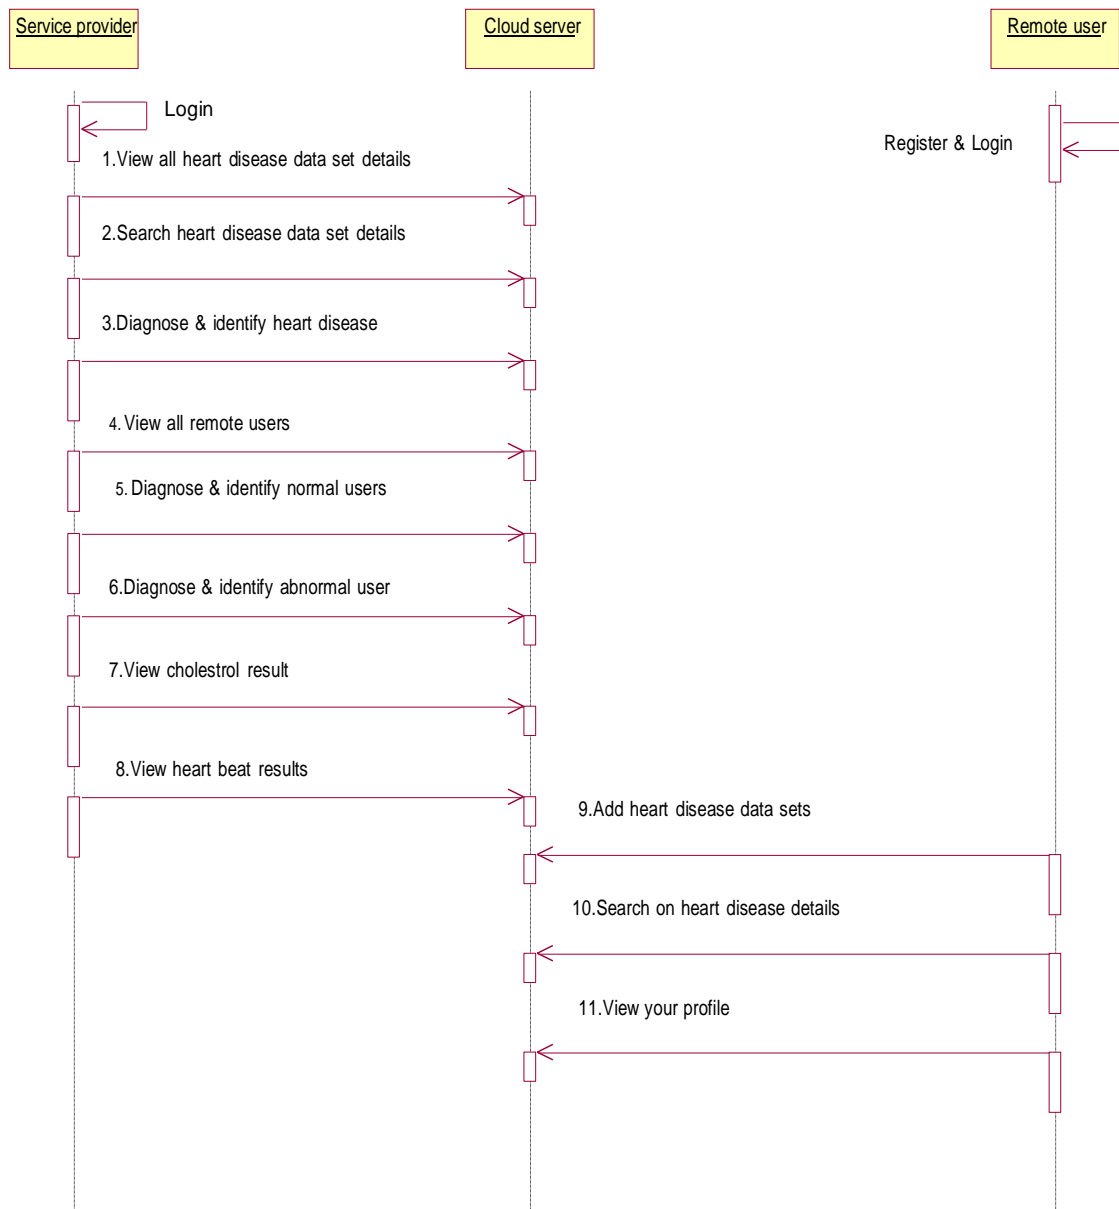 Service provider
Cloud server
Remote user
Login
Register & Login
1.View all heart disease data set details
2.Search heart disease data set details
3.Diagnose & identify heart disease
4. View all remote users
5. Diagnose & identify normal users
6.Diagnose & identify abnormal user
7.View cholestrol result
8.View heart beat results
9.Add heart disease data sets
10.Search on heart disease details
11.View your profile